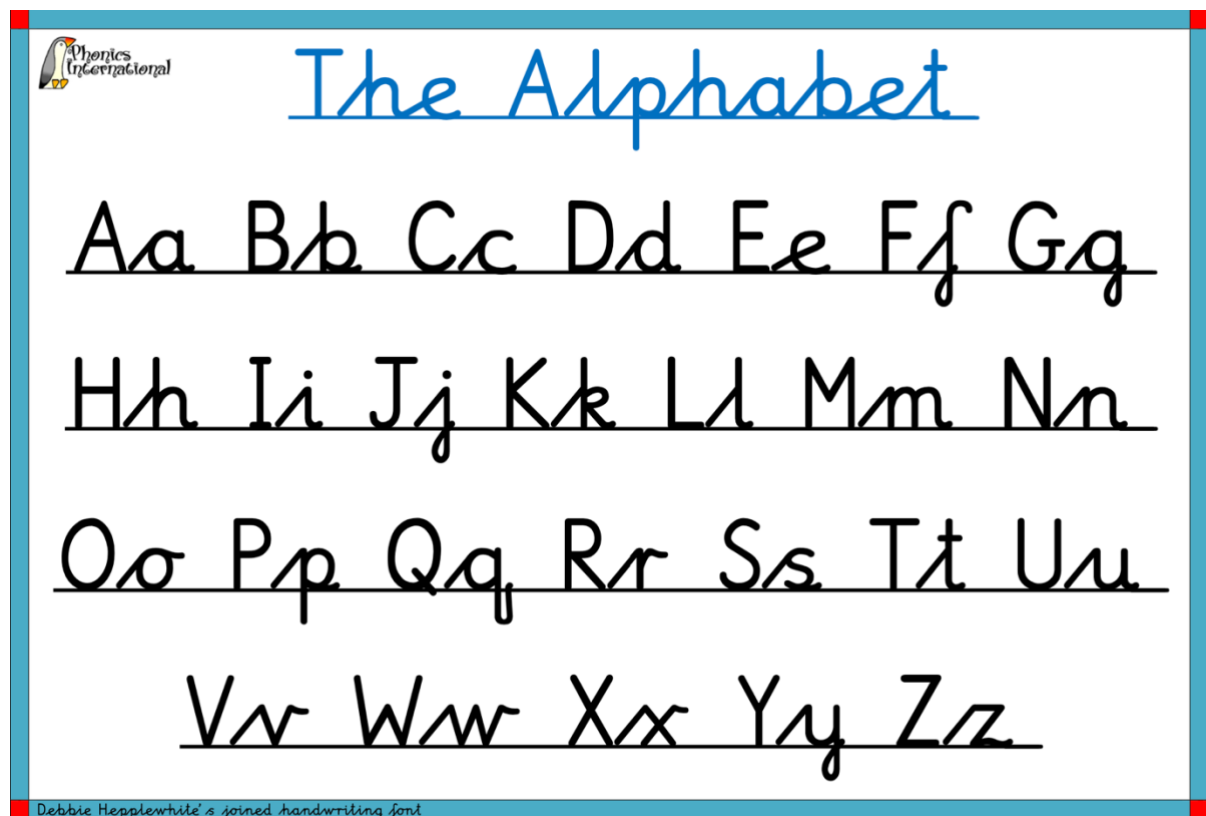 Phonics
International
The Alphabet
Aa Bb Cc Dd Ee Ff Gg
Hh Ii Jj Kk Ll Mm Nn
Oo Pp Qq Rr Ss Tt Uu
Vv Ww Xx Yy Zz
Debbie Hepplewhite's joined handwriting font